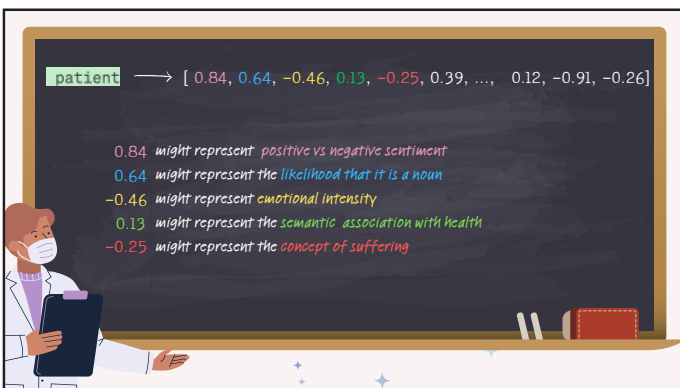 patient → [ 0.84, 0.64, −0.46, 0.13, −0.25, 0.39, ..., 0.12, −0.91, −0.26]
0.84 might represent positive vs negative sentiment
0.64 might represent the likelihood that it is a noun
−0.46 might represent emotional intensity
0.13 might represent the semantic association with health
−0.25 might represent the concept of suffering